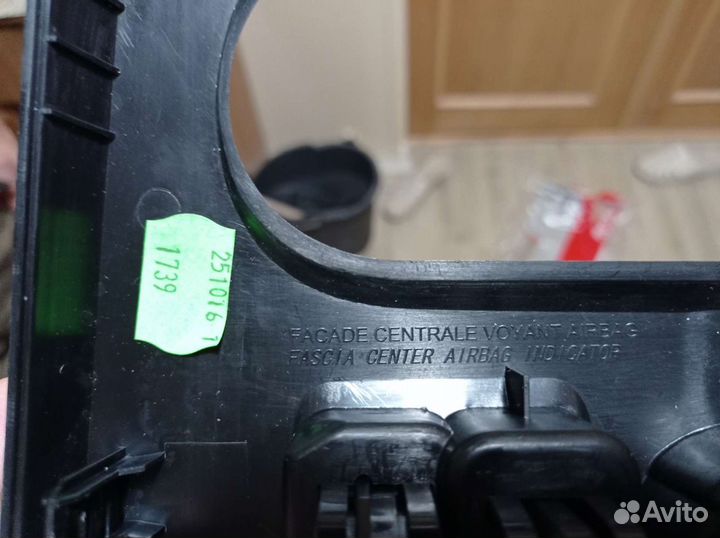 251016 1
1739
FACADE CENTRALE VOYANT AIRBAG
FASCIA CENTER AIRBAG INDICATOR
Avito